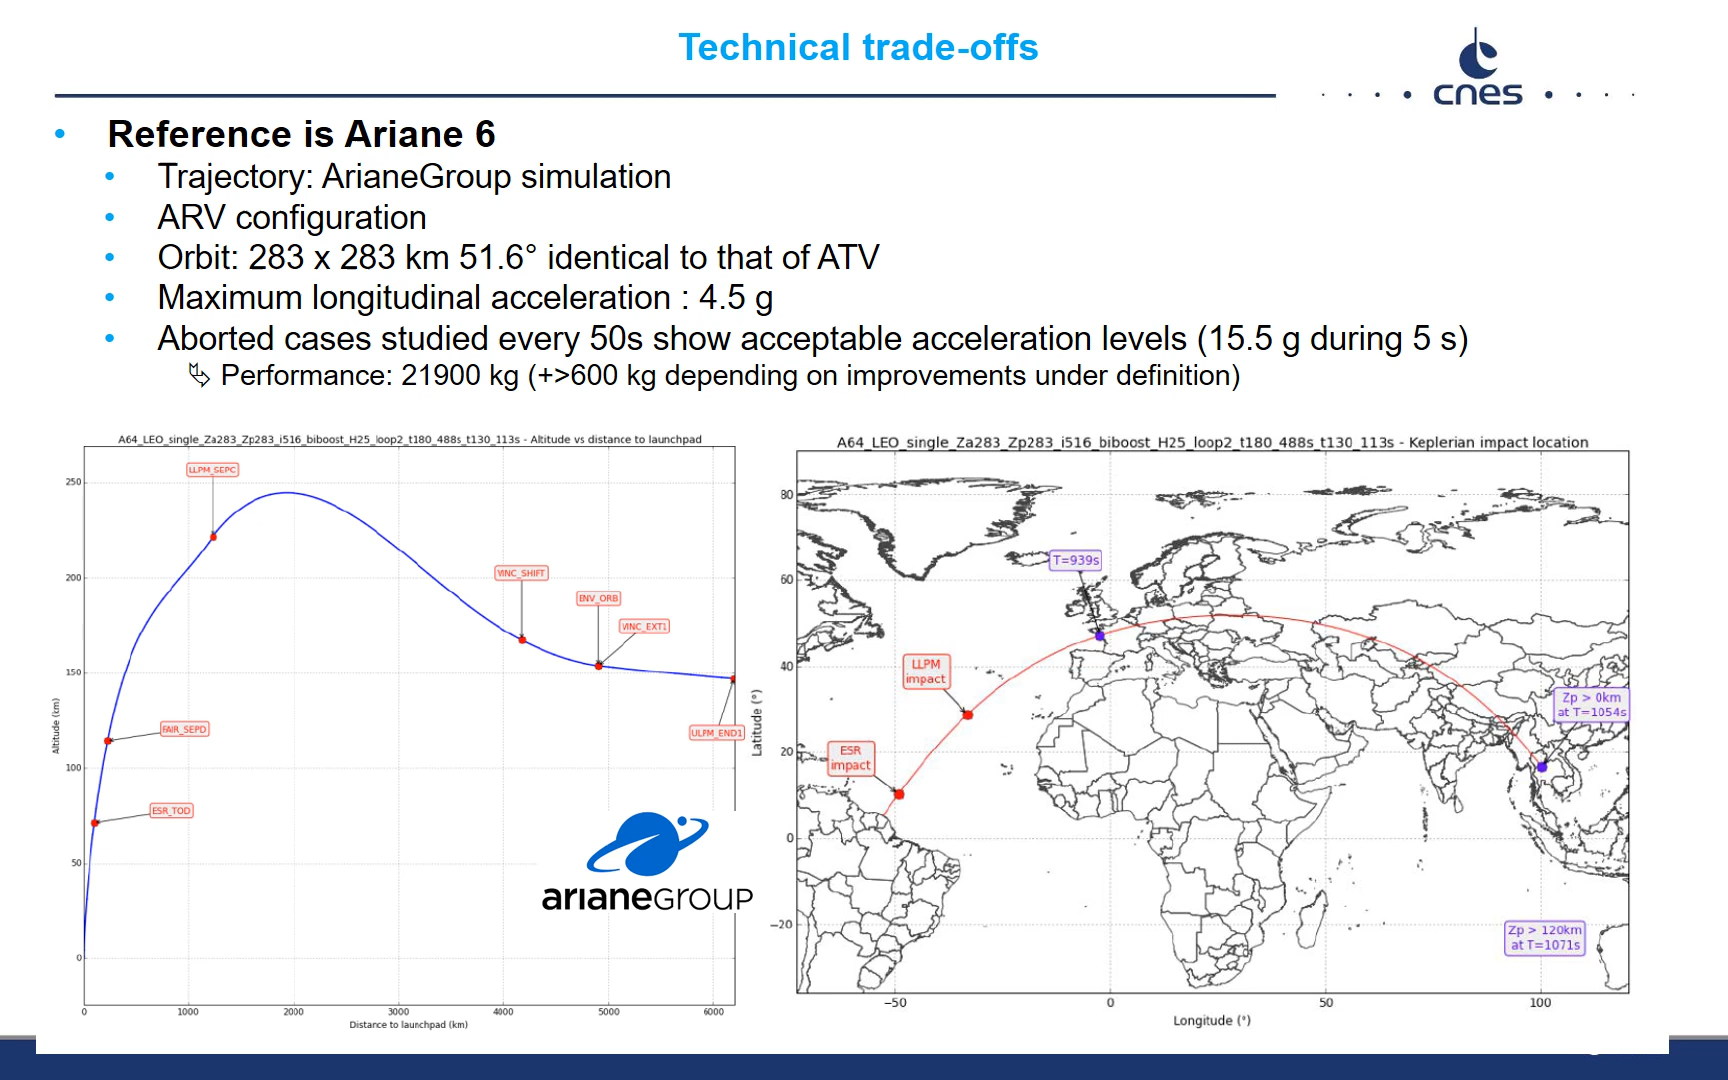 Technical trade-offs
cnes
Reference is Ariane 6
Trajectory: ArianeGroup simulation
ARV configuration
Orbit: 283 x 283 km 51.6° identical to that of ATV
Maximum longitudinal acceleration : 4.5 g
Aborted cases studied every 50s show acceptable acceleration levels (15.5 g during 5 s)
Performance: 21900 kg (+>600 kg depending on improvements under definition)
A64_LEO_single_Za283_Zp283_i516_biboost_H25_loop2_t180_488s_t130_113s - Altitude vs distance to launchpad
LLPM_SEPC
VINC_SHIFT
ENV_ORB
VINC_EXT1
ULPM_END1
FAIR_SEPD
ESR_TOD
250
200
150
100
50
0
Altitude (km)
0 1000 2000 3000 4000 5000 6000
Distance to launchpad (km)
arianeGROUP
A64_LEO_single_Za283_Zp283_i516_biboost_H25_loop2_t180_488s_t130_113s - Keplerian impact location
T=939s
LLPM
impact
ESR
impact
Zp > 0km
at T=1054s
Zp > 120km
at T=1071s
80
60
40
20
0
−20
Latitude (°)
−50 0 50 100
Longitude (°)